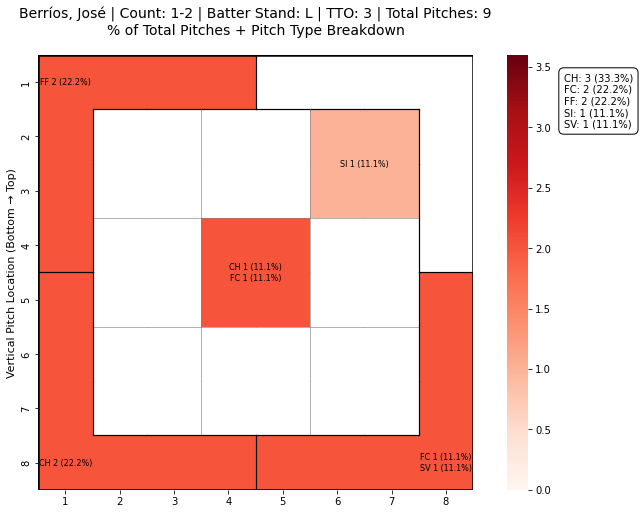 Berríos, José | Count: 1-2 | Batter Stand: L | TTO: 3 | Total Pitches: 9
% of Total Pitches + Pitch Type Breakdown
FF 2 (22.2%)
SI 1 (11.1%)
CH 1 (11.1%)
FC 1 (11.1%)
CH 2 (22.2%)
FC 1 (11.1%)
SV 1 (11.1%)
Vertical Pitch Location (Bottom → Top)
1
2
3
4
5
6
7
8
1 2 3 4 5 6 7 8
3.5
3.0
2.5
2.0
1.5
1.0
0.5
0.0
CH: 3 (33.3%)
FC: 2 (22.2%)
FF: 2 (22.2%)
SI: 1 (11.1%)
SV: 1 (11.1%)